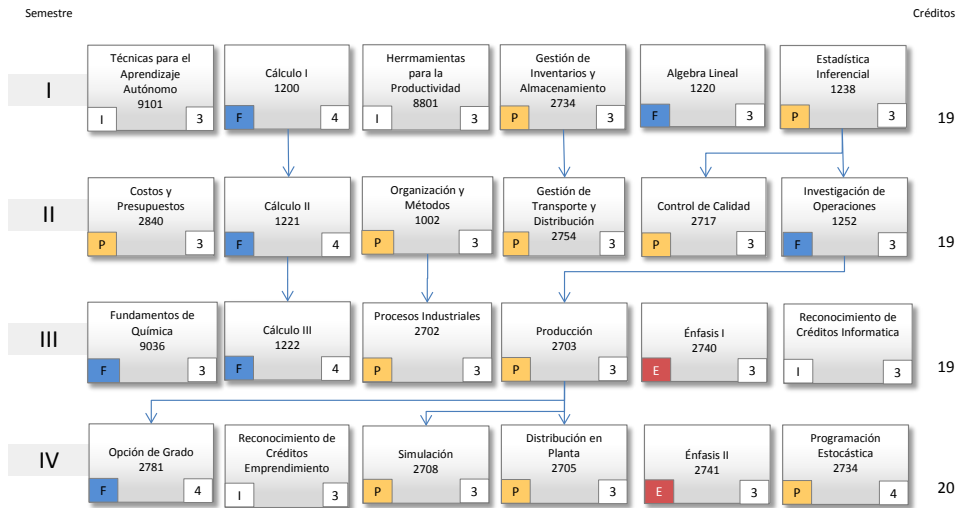 Semestre
Créditos
I
Técnicas para el
Aprendizaje
Autónomo
9101
I
3
Cálculo I
1200
F
4
Herrmamientas
para la
Productividad
8801
I
3
Gestión de
Inventarios y
Almacenamiento
2734
P
3
Algebra Lineal
1220
F
3
Estadística
Inferencial
1238
P
3
19
II
Costos y
Presupuestos
2840
P
3
Cálculo II
1221
F
4
Organización y
Métodos
1002
P
3
Gestión de
Transporte y
Distribución
2754
P
3
Control de Calidad
2717
P
3
Investigación de
Operaciones
1252
F
3
19
III
Fundamentos de
Química
9036
F
3
Cálculo III
1222
F
4
Procesos Industriales
2702
P
3
Producción
2703
P
3
Énfasis I
2740
E
3
Reconocimiento de
Créditos Informatica
I
3
19
IV
Opción de Grado
2781
F
4
Reconocimiento de
Créditos
Emprendimiento
I
3
Simulación
2708
P
3
Distribución en
Planta
2705
P
3
Énfasis II
2741
E
3
Programación
Estocástica
2734
P
4
20